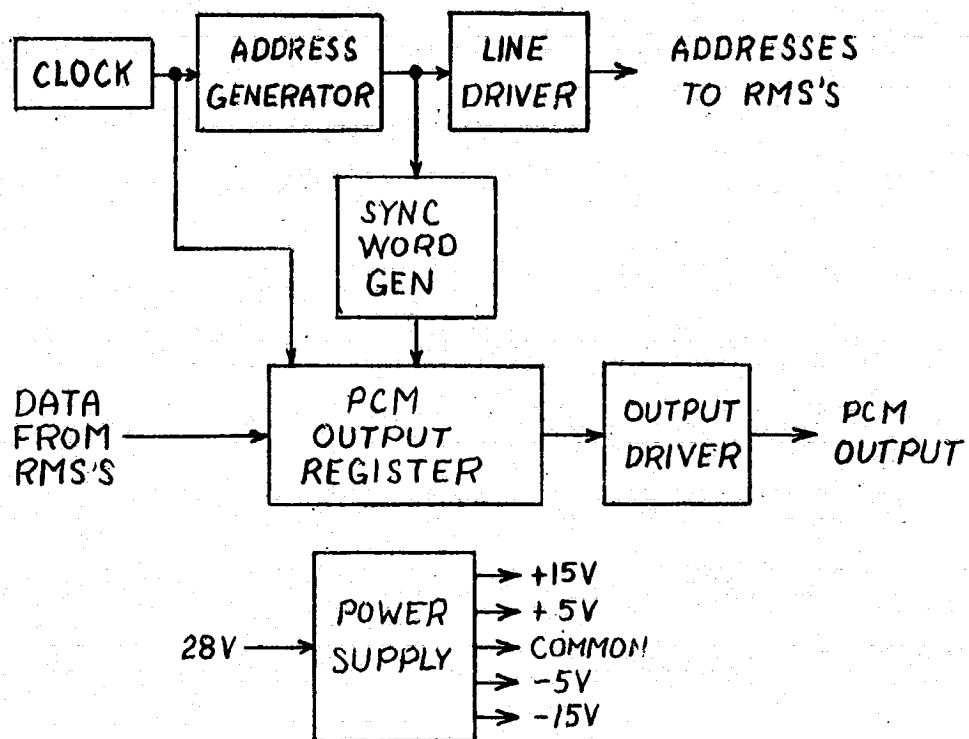 CLOCK
ADDRESS
GENERATOR
LINE
DRIVER
ADDRESSES
TO RMS'S
SYNC
WORD
GEN
DATA
FROM
RMS'S
PCM
OUTPUT
REGISTER
OUTPUT
DRIVER
PCM
OUTPUT
28V
POWER
SUPPLY
+15V
+5V
COMMON
-5V
-15V